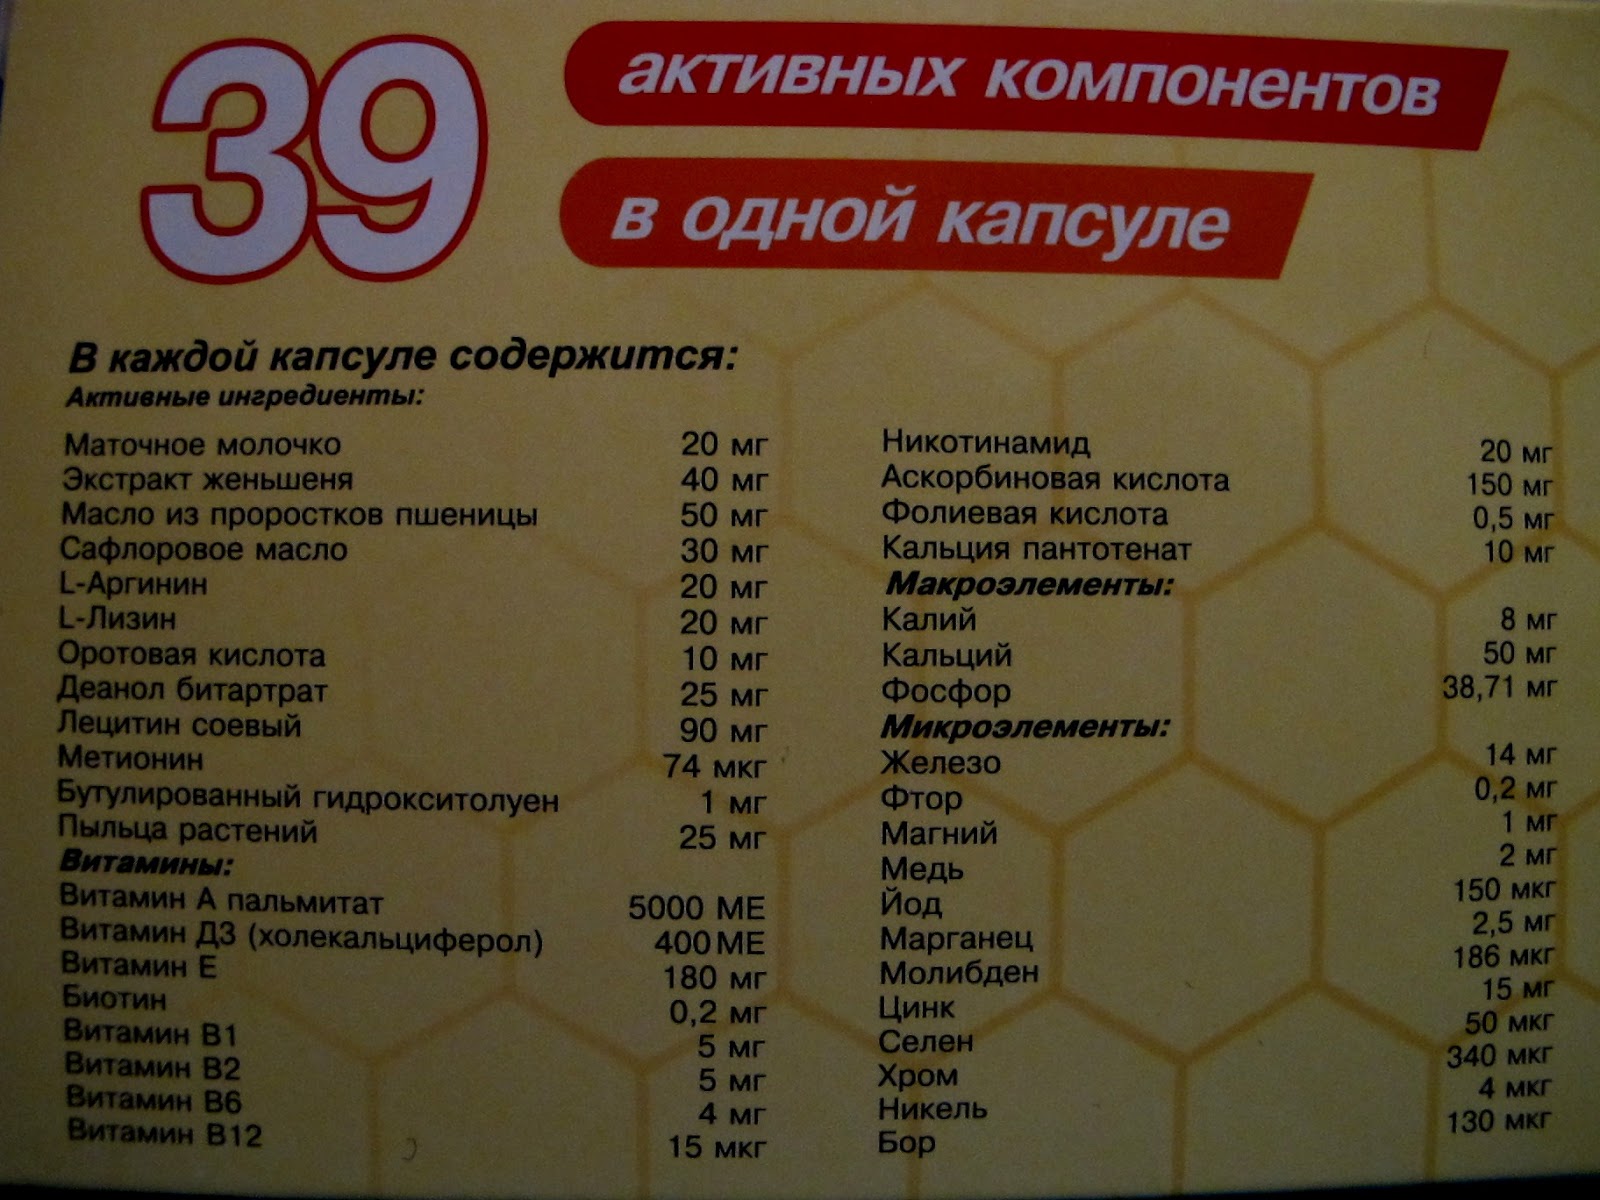 39
активных компонентов
в одной капсуле
В каждой капсуле содержится:
Активные ингредиенты:
Маточное молочко 20 мг
Экстракт женьшеня 40 мг
Масло из проростков пшеницы 50 мг
Сафлоровое масло 30 мг
L-Аргинин 20 мг
L-Лизин 20 мг
Оротовая кислота 10 мг
Деанол битартрат 25 мг
Лецитин соевый 90 мг
Метионин 74 мкг
Бутулированный гидрокситолуен 1 мг
Пыльца растений 25 мг
Витамины:
Витамин А пальмитат 5000 МЕ
Витамин Д3 (холекальциферол) 400 МЕ
Витамин Е 180 мг
Биотин 0,2 мг
Витамин В1 5 мг
Витамин В2 5 мг
Витамин В6 4 мг
Витамин В12 15 мкг
Никотинамид 20 мг
Аскорбиновая кислота 150 мг
Фолиевая кислота 0,5 мг
Кальция пантотенат 10 мг
Макроэлементы:
Калий 8 мг
Кальций 50 мг
Фосфор 38,71 мг
Микроэлементы:
Железо 14 мг
Фтор 0,2 мг
Магний 1 мг
Медь 2 мг
Йод 150 мкг
Марганец 2,5 мг
Молибден 186 мкг
Цинк 15 мг
Селен 50 мкг
Хром 340 мкг
Никель 4 мкг
Бор 130 мкг